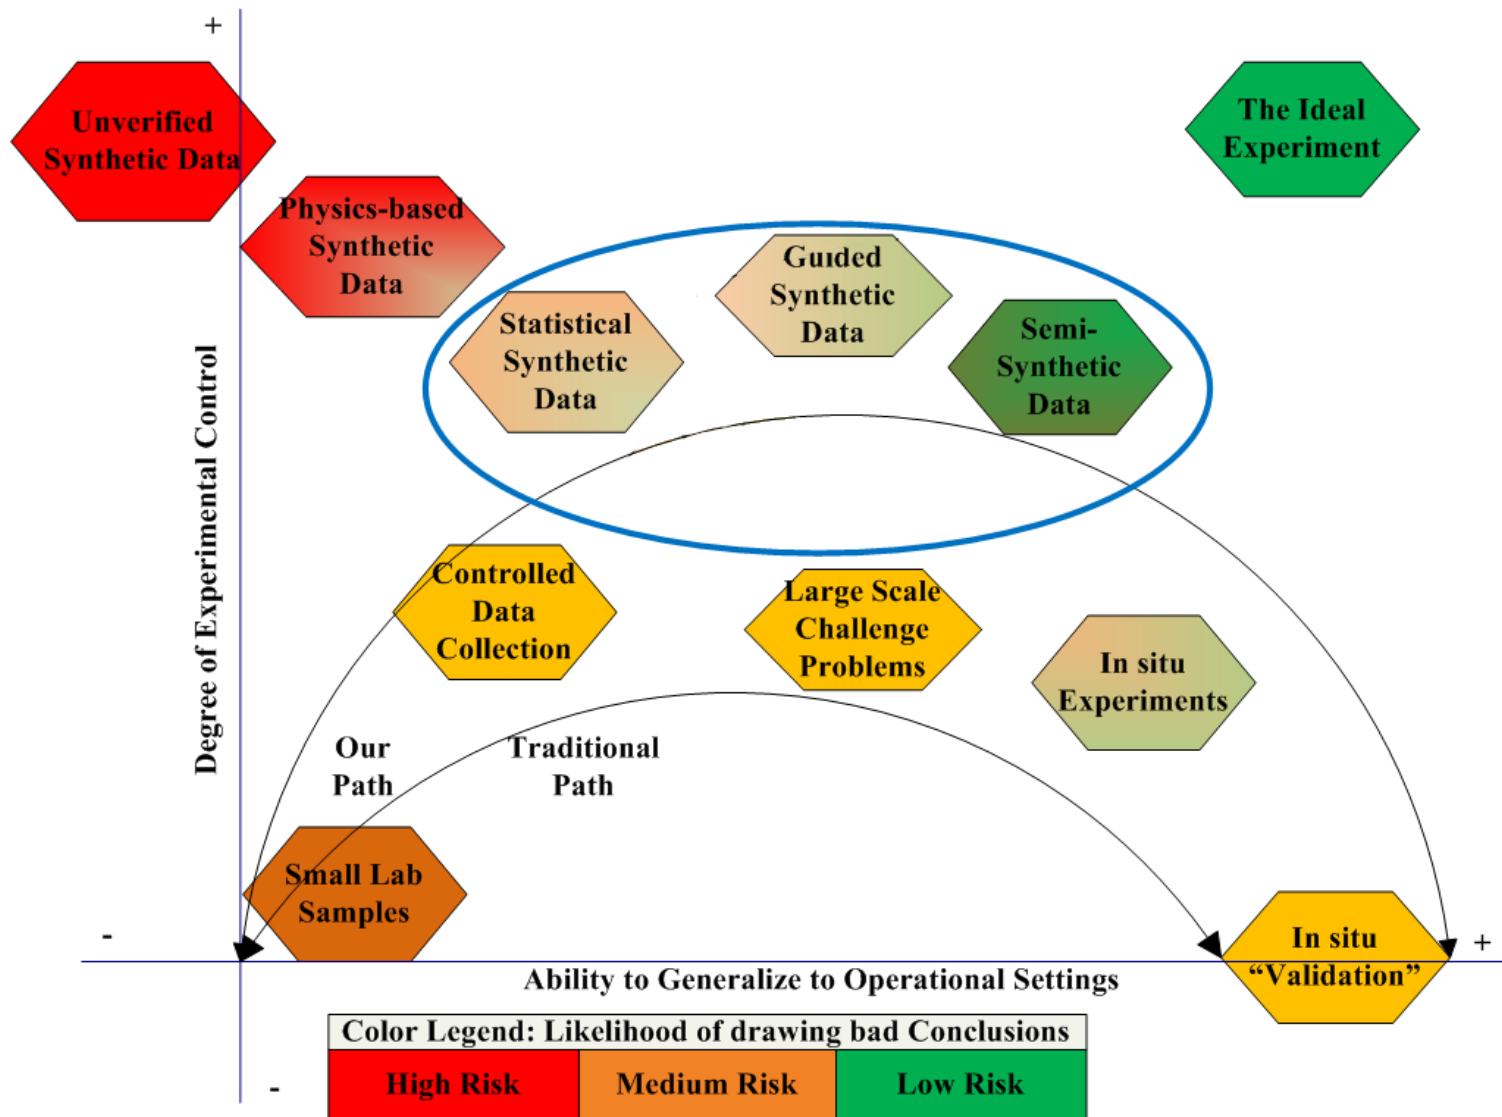 +
Unverified
Synthetic Data
The Ideal
Experiment
Physics-based
Synthetic
Data
Guided
Synthetic
Data
Statistical
Synthetic
Data
Semi-
Synthetic
Data
Degree of Experimental Control
Controlled
Data
Collection
Large Scale
Challenge
Problems
In situ
Experiments
Our
Path
Traditional
Path
Small Lab
Samples
-
In situ
“Validation”
+
Ability to Generalize to Operational Settings
Color Legend: Likelihood of drawing bad Conclusions
-
High Risk
Medium Risk
Low Risk